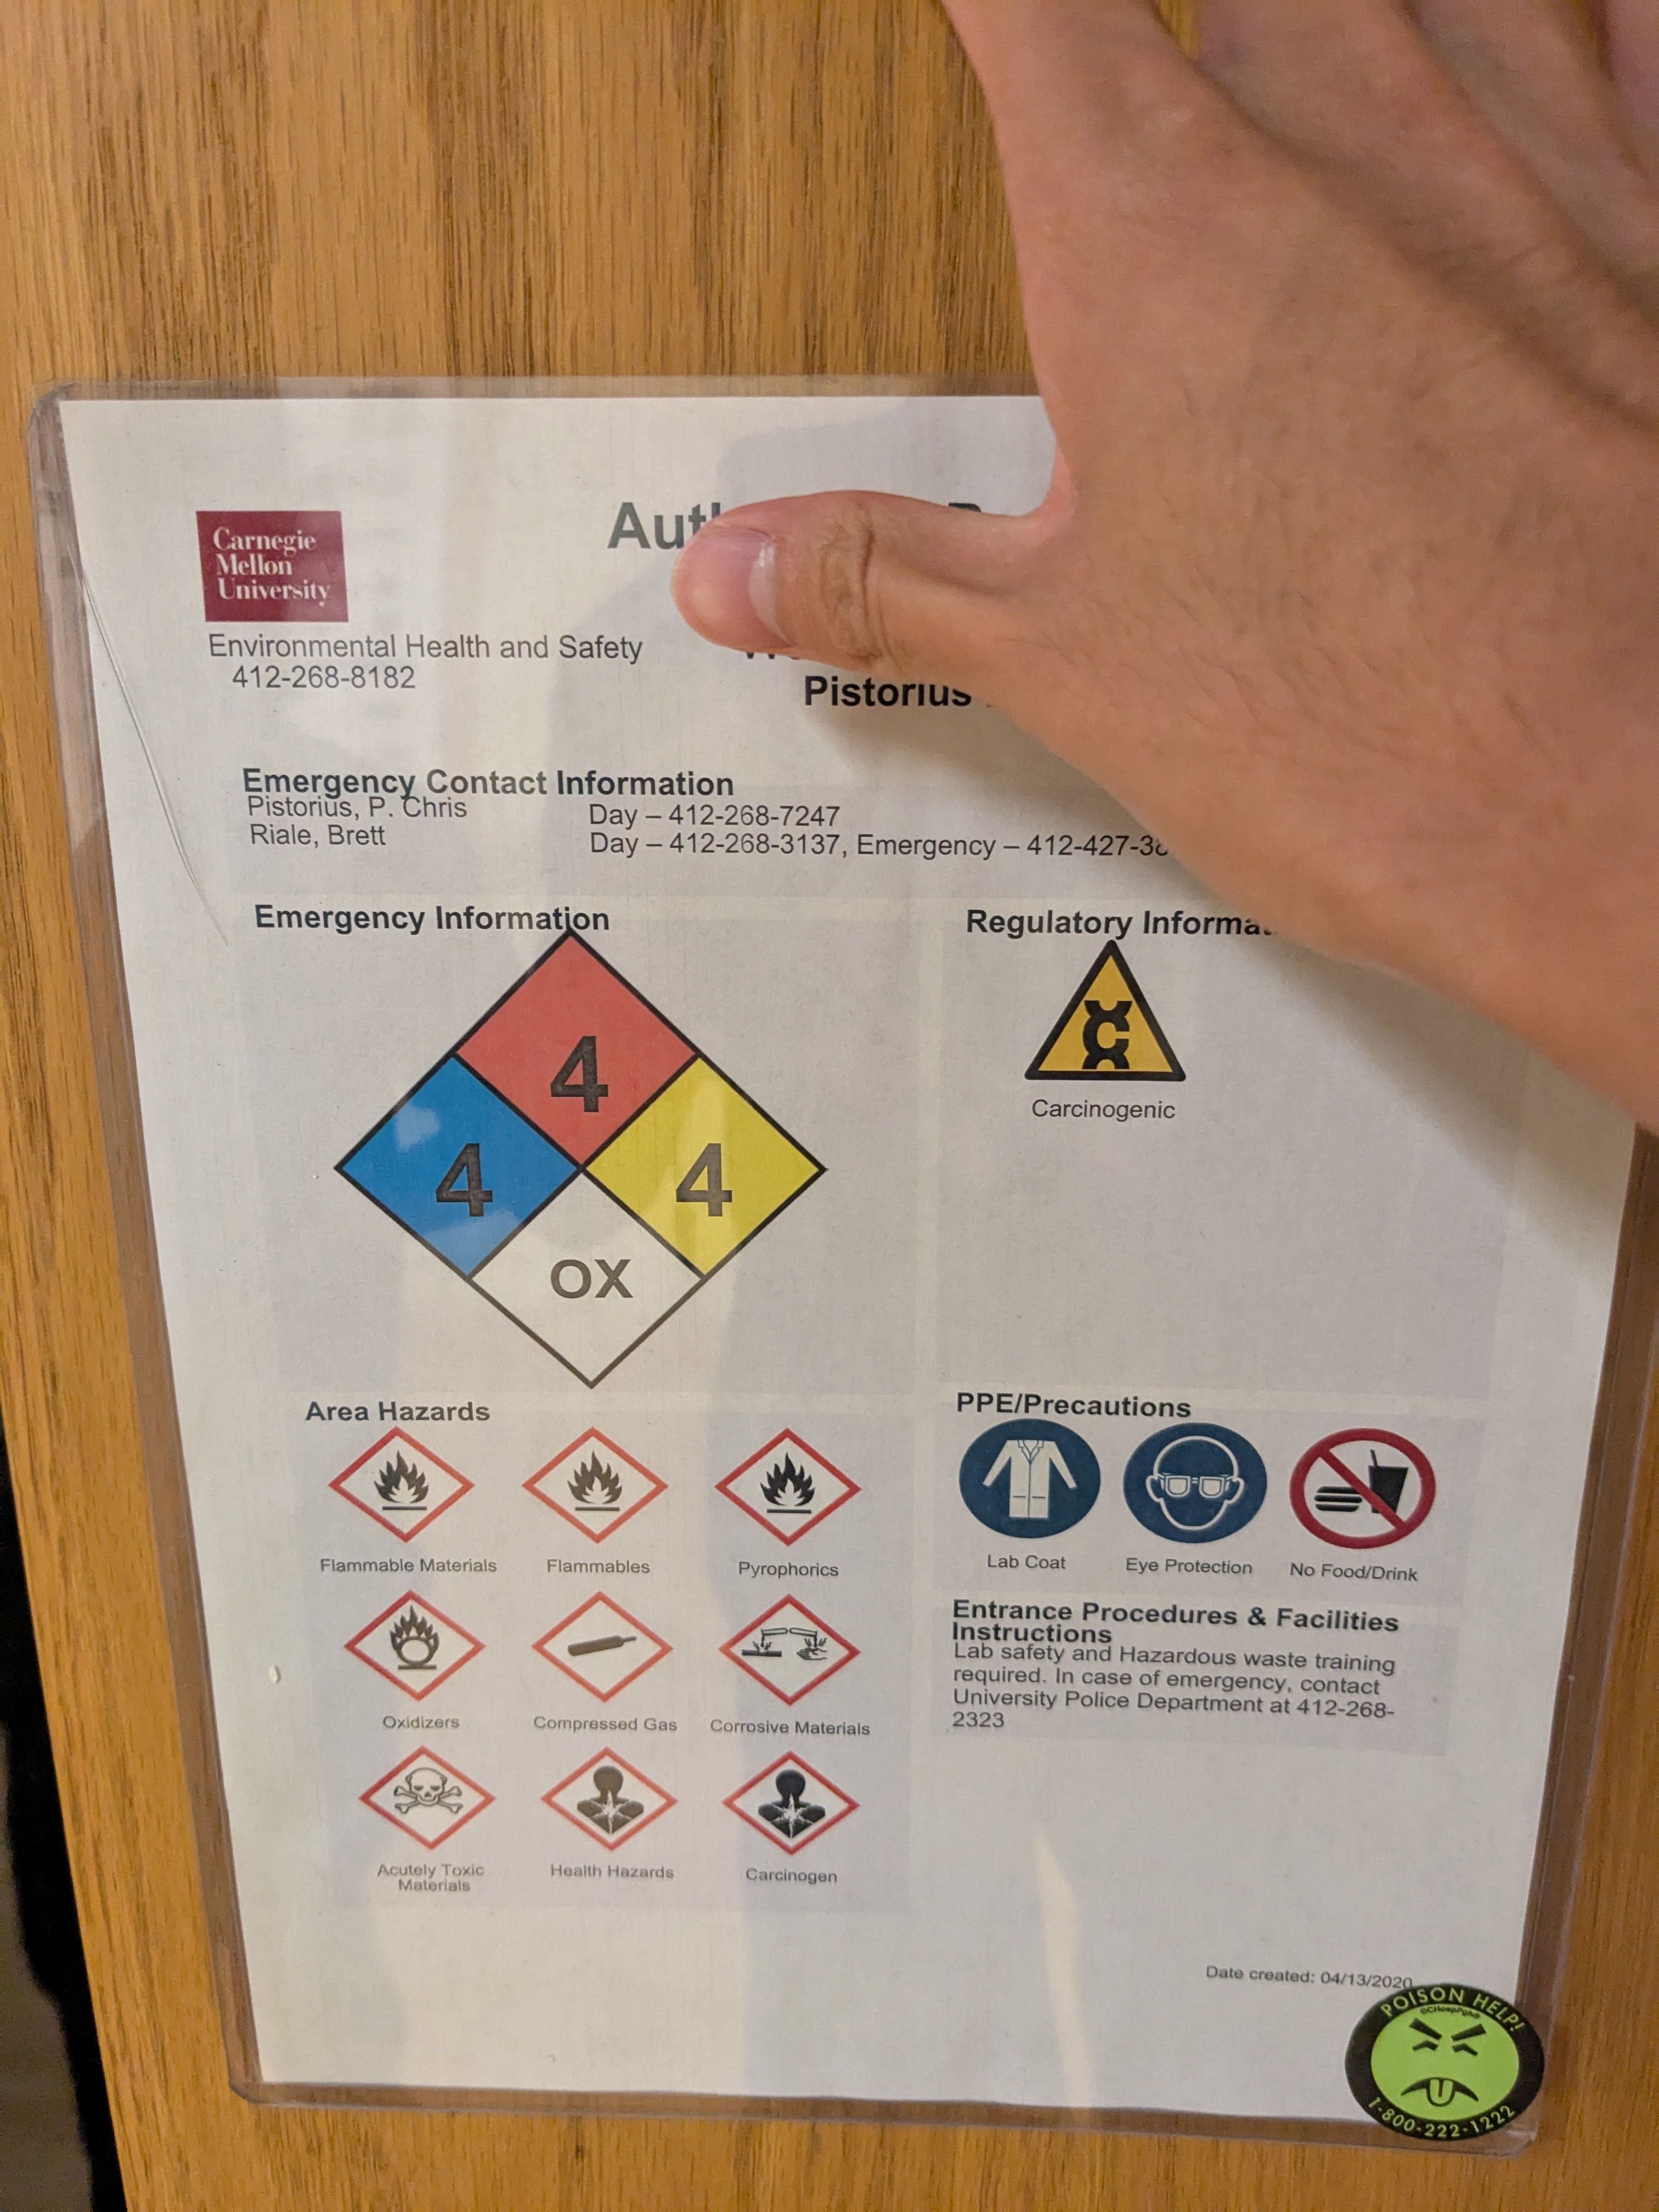 Carnegie
Mellon
University
Environmental Health and Safety
412-268-8182
Pistorius
Emergency Contact Information
Pistorius, P. Chris Day – 412-268-7247
Riale, Brett Day – 412-268-3137, Emergency – 412-427-3
Emergency Information
4
4
4
OX
Regulatory
C
Carcinogenic
Area Hazards
Flammable Materials Flammables Pyrophorics
Oxidizers Compressed Gas Corrosive Materials
Acutely Toxic
Materials
Health Hazards
Carcinogen
PPE/Precautions
Lab Coat Eye Protection No Food/Drink
Entrance Procedures & Facilities
Instructions
Lab safety and Hazardous waste training
required. In case of emergency, contact
University Police Department at 412-268-
2323
Date created: 04/13/2020
POISON HELP!
1-800-222-1222